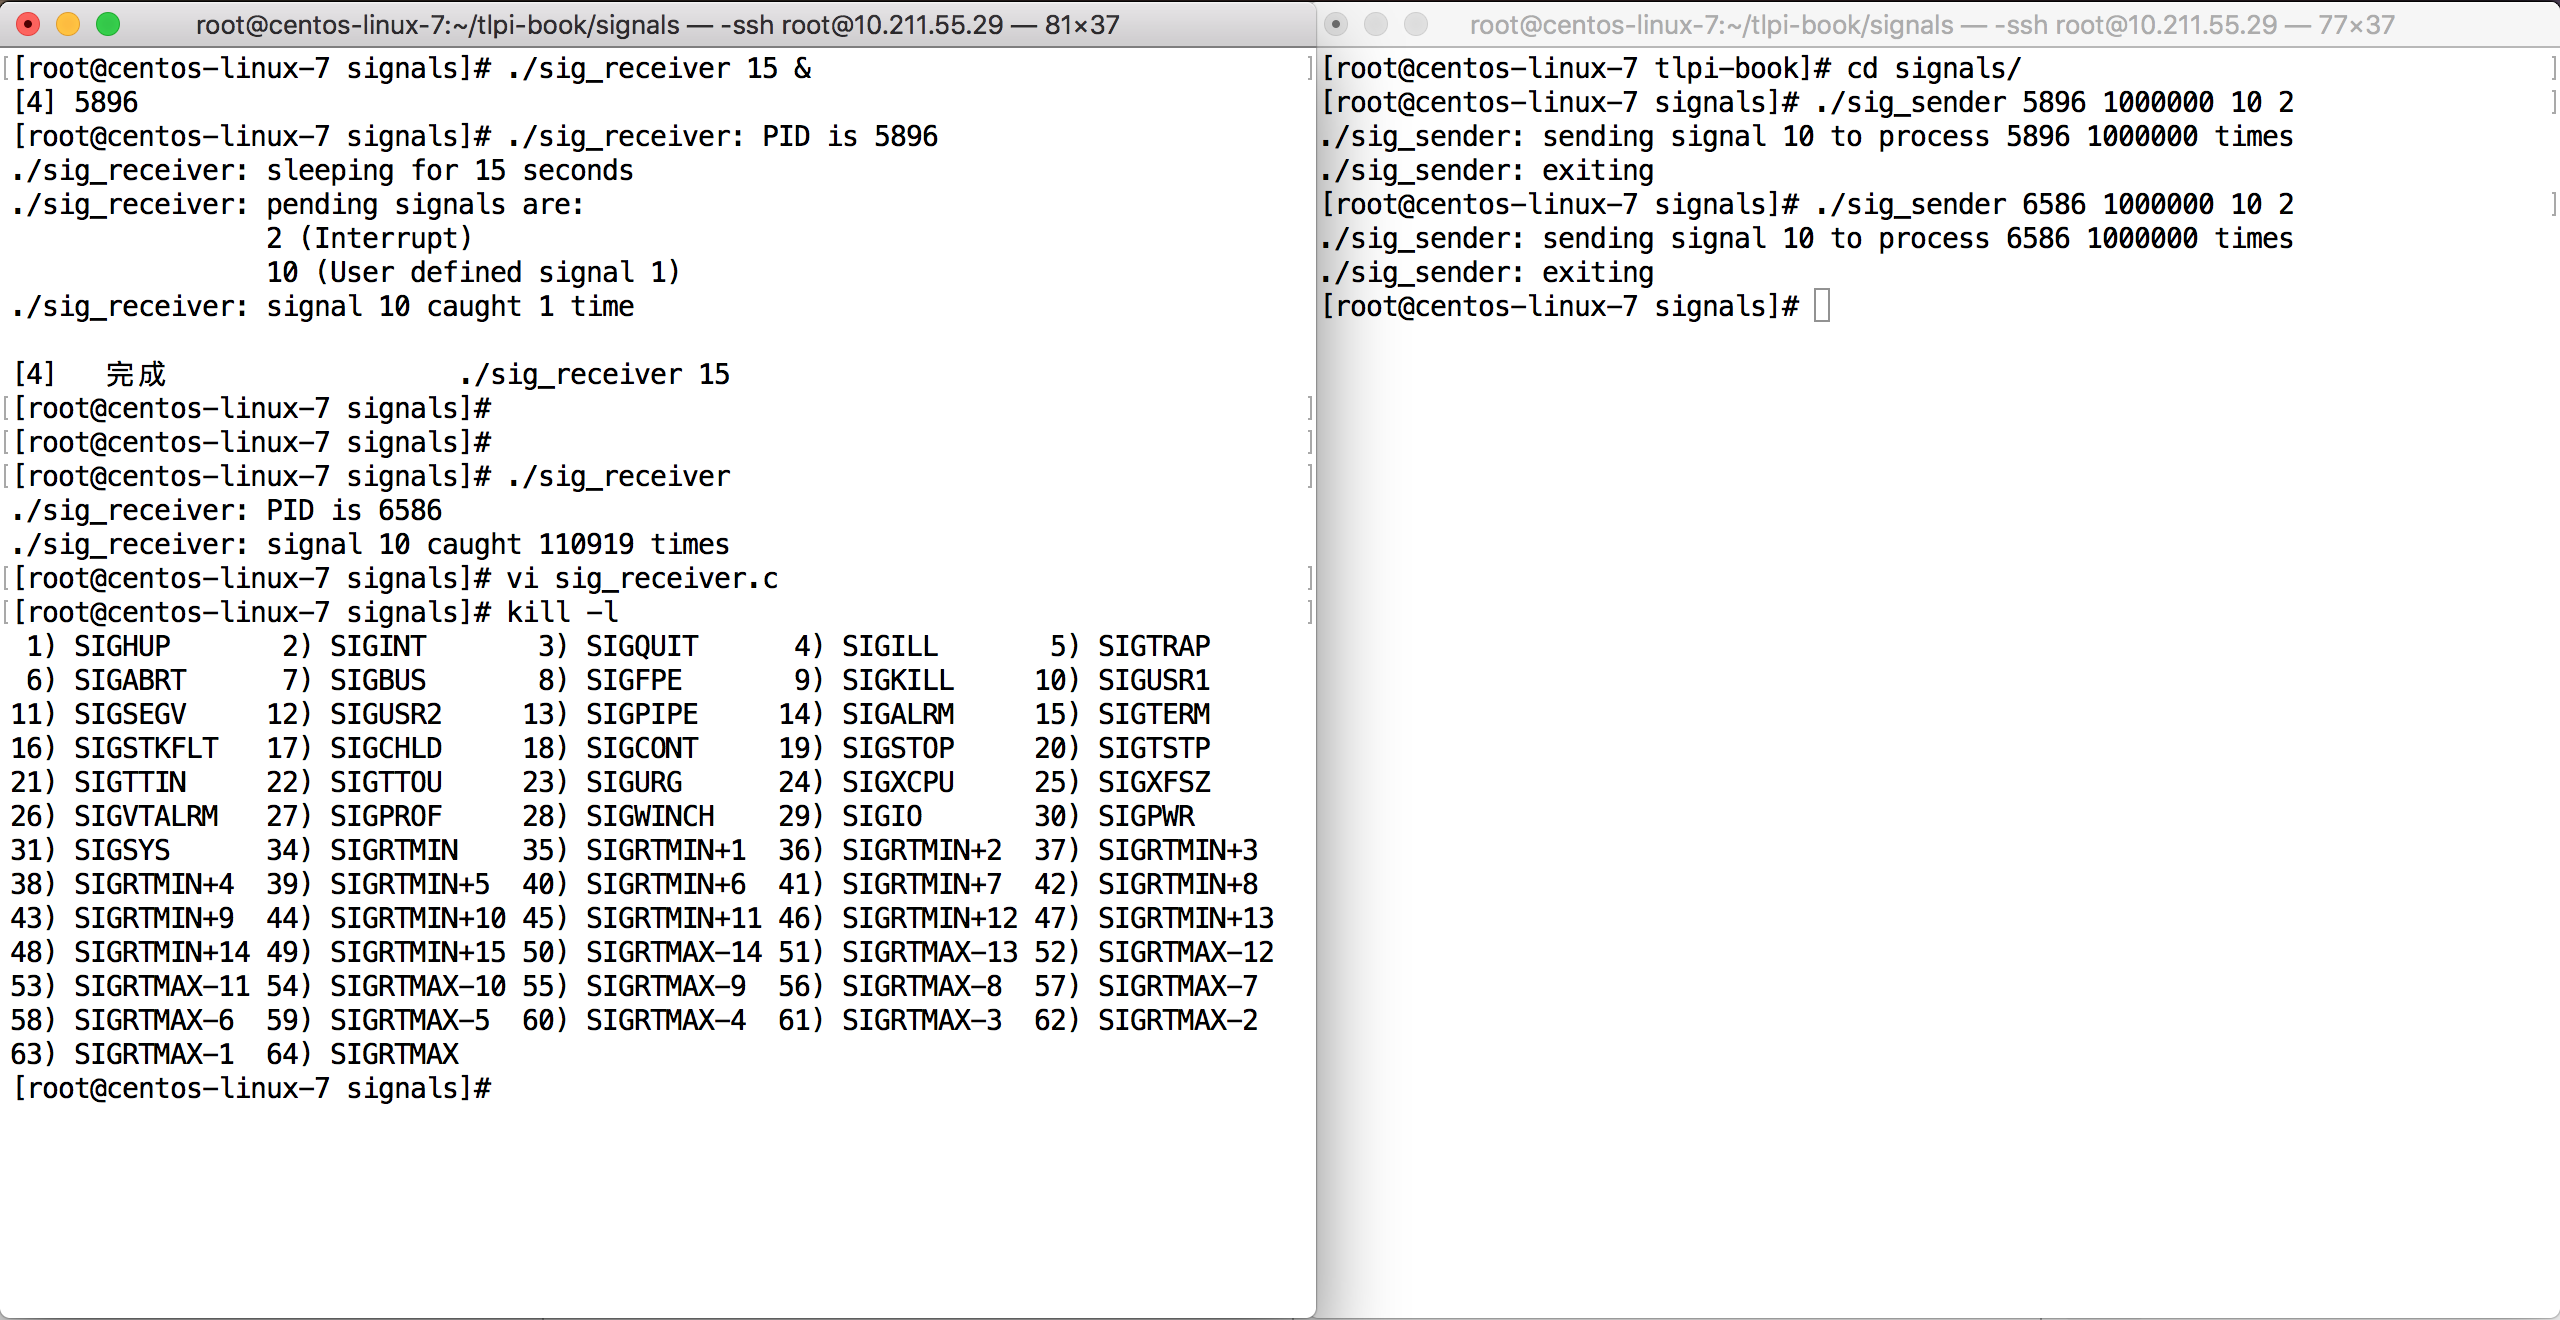 root@centos-linux-7:~/tlpi-book/signals — -ssh root@10.211.55.29 — 81×37
[root@centos-linux-7 signals]# ./sig_receiver 15 &
[4] 5896
[root@centos-linux-7 signals]# ./sig_receiver: PID is 5896
./sig_receiver: sleeping for 15 seconds
./sig_receiver: pending signals are:
2 (Interrupt)
10 (User defined signal 1)
./sig_receiver: signal 10 caught 1 time
[4] 完成 ./sig_receiver 15
[root@centos-linux-7 signals]#
[root@centos-linux-7 signals]#
[root@centos-linux-7 signals]# ./sig_receiver
./sig_receiver: PID is 6586
./sig_receiver: signal 10 caught 110919 times
[root@centos-linux-7 signals]# vi sig_receiver.c
[root@centos-linux-7 signals]# kill -l
1) SIGHUP 2) SIGINT 3) SIGQUIT 4) SIGILL 5) SIGTRAP
6) SIGABRT 7) SIGBUS 8) SIGFPE 9) SIGKILL 10) SIGUSR1
11) SIGSEGV 12) SIGUSR2 13) SIGPIPE 14) SIGALRM 15) SIGTERM
16) SIGSTKFLT 17) SIGCHLD 18) SIGCONT 19) SIGSTOP 20) SIGTSTP
21) SIGTTIN 22) SIGTTOU 23) SIGURG 24) SIGXCPU 25) SIGXFSZ
26) SIGVTALRM 27) SIGPROF 28) SIGWINCH 29) SIGIO 30) SIGPWR
31) SIGSYS 34) SIGRTMIN 35) SIGRTMIN+1 36) SIGRTMIN+2 37) SIGRTMIN+3
38) SIGRTMIN+4 39) SIGRTMIN+5 40) SIGRTMIN+6 41) SIGRTMIN+7 42) SIGRTMIN+8
43) SIGRTMIN+9 44) SIGRTMIN+10 45) SIGRTMIN+11 46) SIGRTMIN+12 47) SIGRTMIN+13
48) SIGRTMIN+14 49) SIGRTMIN+15 50) SIGRTMAX-14 51) SIGRTMAX-13 52) SIGRTMAX-12
53) SIGRTMAX-11 54) SIGRTMAX-10 55) SIGRTMAX-9 56) SIGRTMAX-8 57) SIGRTMAX-7
58) SIGRTMAX-6 59) SIGRTMAX-5 60) SIGRTMAX-4 61) SIGRTMAX-3 62) SIGRTMAX-2
63) SIGRTMAX-1 64) SIGRTMAX
[root@centos-linux-7 signals]#
root@centos-linux-7:~/tlpi-book/signals — -ssh root@10.211.55.29 — 77×37
[root@centos-linux-7 tlpi-book]# cd signals/
[root@centos-linux-7 signals]# ./sig_sender 5896 1000000 10 2
./sig_sender: sending signal 10 to process 5896 1000000 times
./sig_sender: exiting
[root@centos-linux-7 signals]# ./sig_sender 6586 1000000 10 2
./sig_sender: sending signal 10 to process 6586 1000000 times
./sig_sender: exiting
[root@centos-linux-7 signals]#